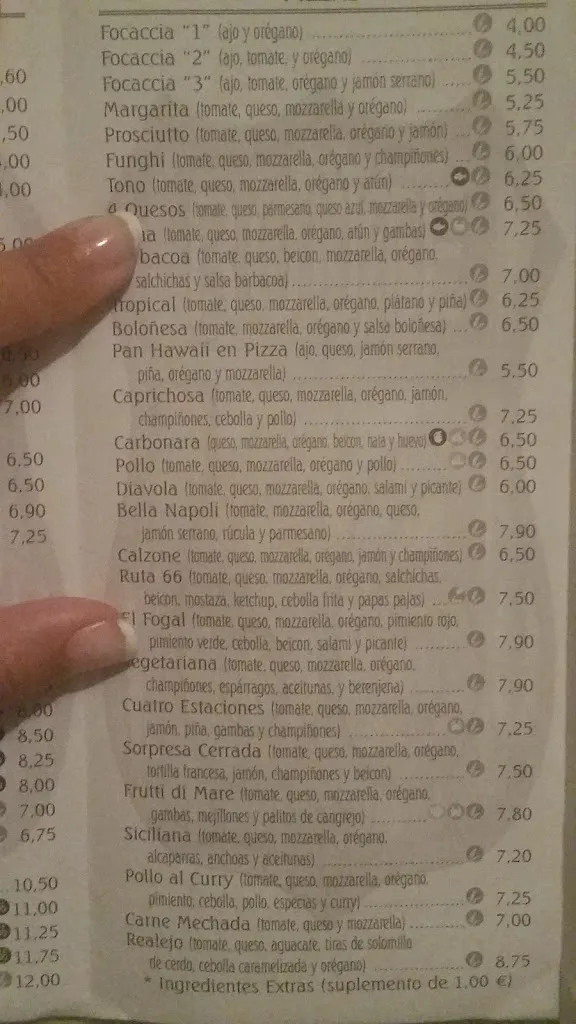 Focaccia "1" (ajo y orégano) 4,00
Focaccia "2" (ajo, tomate, y orégano) 4,50
Focaccia "3" (ajo, tomate, orégano y jamón serrano) 5,50
Margarita (tomate, queso, mozzarella y orégano) 5,25
Prosciutto (tomate, queso, mozzarella, orégano y jamón) 5,75
Funghi (tomate, queso, mozzarella, orégano y champiñones) 6,00
Tono (tomate, queso, mozzarella, orégano y atún) 6,25
4 Quesos (tomate, queso, parmesano, queso azul, mozzarella y orégano) 6,50
na (tomate, queso, mozzarella, orégano, atún y gambas) 7,25
bacoa (tomate, queso, beicon, mozzarella, orégano,
salchichas y salsa barbacoa) 7,00
Tropical (tomate, queso, mozzarella, orégano, plátano y piña) 6,25
Boloñesa (tomate, mozzarella, orégano y salsa boloñesa) 6,50
Pan Hawaii en Pizza (ajo, queso, jamón serrano,
piña, orégano y mozzarella) 5,50
Caprichosa (tomate, queso, mozzarella, orégano, jamón,
champiñones, cebolla y pollo) 7,25
Carbonara (queso, mozzarella, orégano, beicon, nata y huevo) 6,50
Pollo (tomate, queso, mozzarella, orégano y pollo) 6,50
Diavola (tomate, queso, mozzarella, orégano, salami y picante) 6,00
Bella Napoli (tomate, mozzarella, orégano, queso,
jamón serrano, rúcula y parmesano) 7,90
Calzone (tomate, queso, mozzarella, orégano, jamón y champiñones) 6,50
Ruta 66 (tomate, queso, mozzarella, orégano, salchichas,
beicon, mostaza, ketchup, cebolla frita y papas pajas) 7,50
El Fogal (tomate, queso, mozzarella, orégano, pimiento rojo,
pimiento verde, cebolla, beicon, salami y picante) 7,90
egetariana (tomate, queso, mozzarella, orégano,
champiñones, espárragos, aceitunas, y berenjena) 7,90
Cuatro Estaciones (tomate, queso, mozzarella, orégano,
jamón, piña, gambas y champiñones) 7,25
Sorpresa Cerrada (tomate, queso, mozzarella, orégano,
tortilla francesa, jamón, champiñones y beicon) 7,50
Frutti di Mare (tomate, queso, mozzarella, orégano,
gambas, mejillones y palitos de cangrejo) 7,80
Siciliana (tomate, queso, mozzarella, orégano,
alcaparras, anchoas y aceitunas) 7,20
Pollo al Curry (tomate, queso, mozzarella, orégano,
pimiento, cebolla, pollo, especias y curry) 7,25
Carne Mechada (tomate, queso y mozzarella) 7,00
Realejo (tomate, queso, aguacate, tiras de solomillo
de cerdo, cebolla caramelizada y orégano) 8,75
* Ingredientes Extras (suplemento de 1,00 €)
,60
,00
,50
,00
,00
7,00
6,50
6,50
6,90
7,25
8,00
8,50
8,25
8,00
7,00
6,75
10,50
11,00
11,25
11,75
12,00